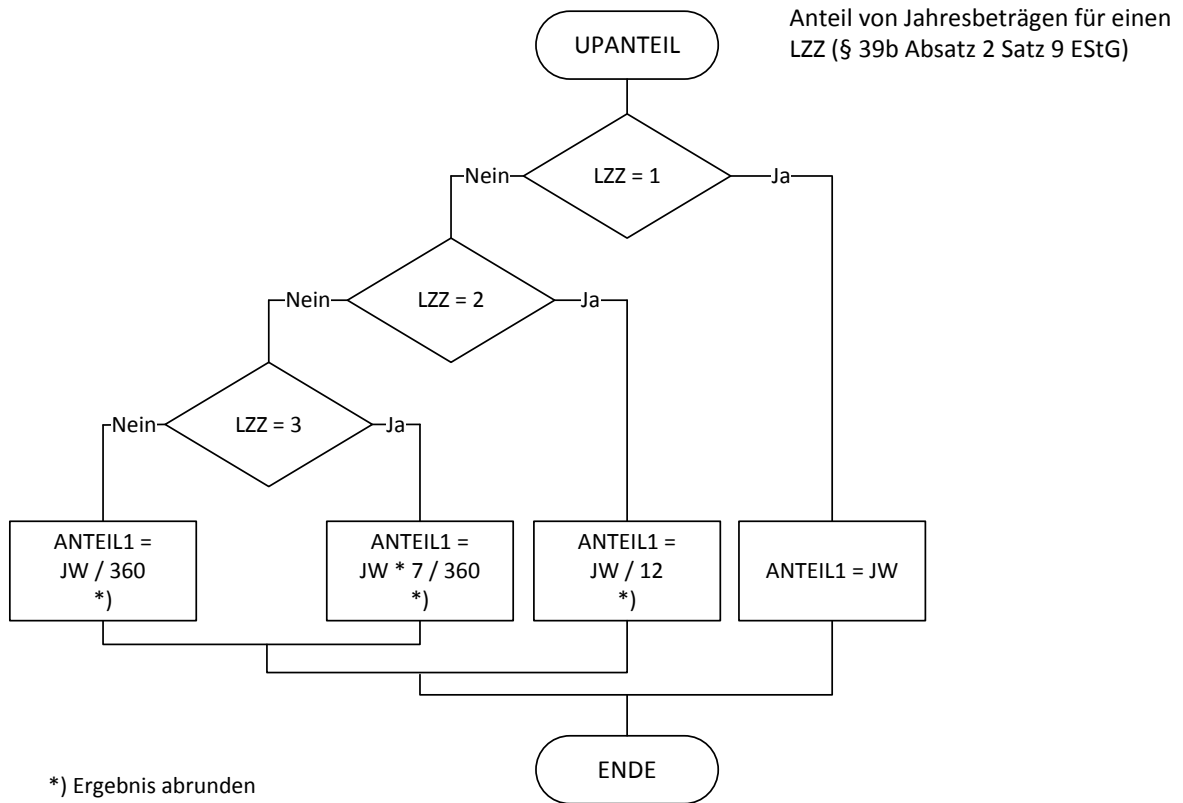 Anteil von Jahresbeträgen für einen
LZZ (§ 39b Absatz 2 Satz 9 EStG)
UPANTEIL
LZZ = 1
Nein
Ja
LZZ = 2
Nein
Ja
LZZ = 3
Nein
Ja
ANTEIL1 =
JW / 360
*)
ANTEIL1 =
JW * 7 / 360
*)
ANTEIL1 =
JW / 12
*)
ANTEIL1 = JW
ENDE
*) Ergebnis abrunden